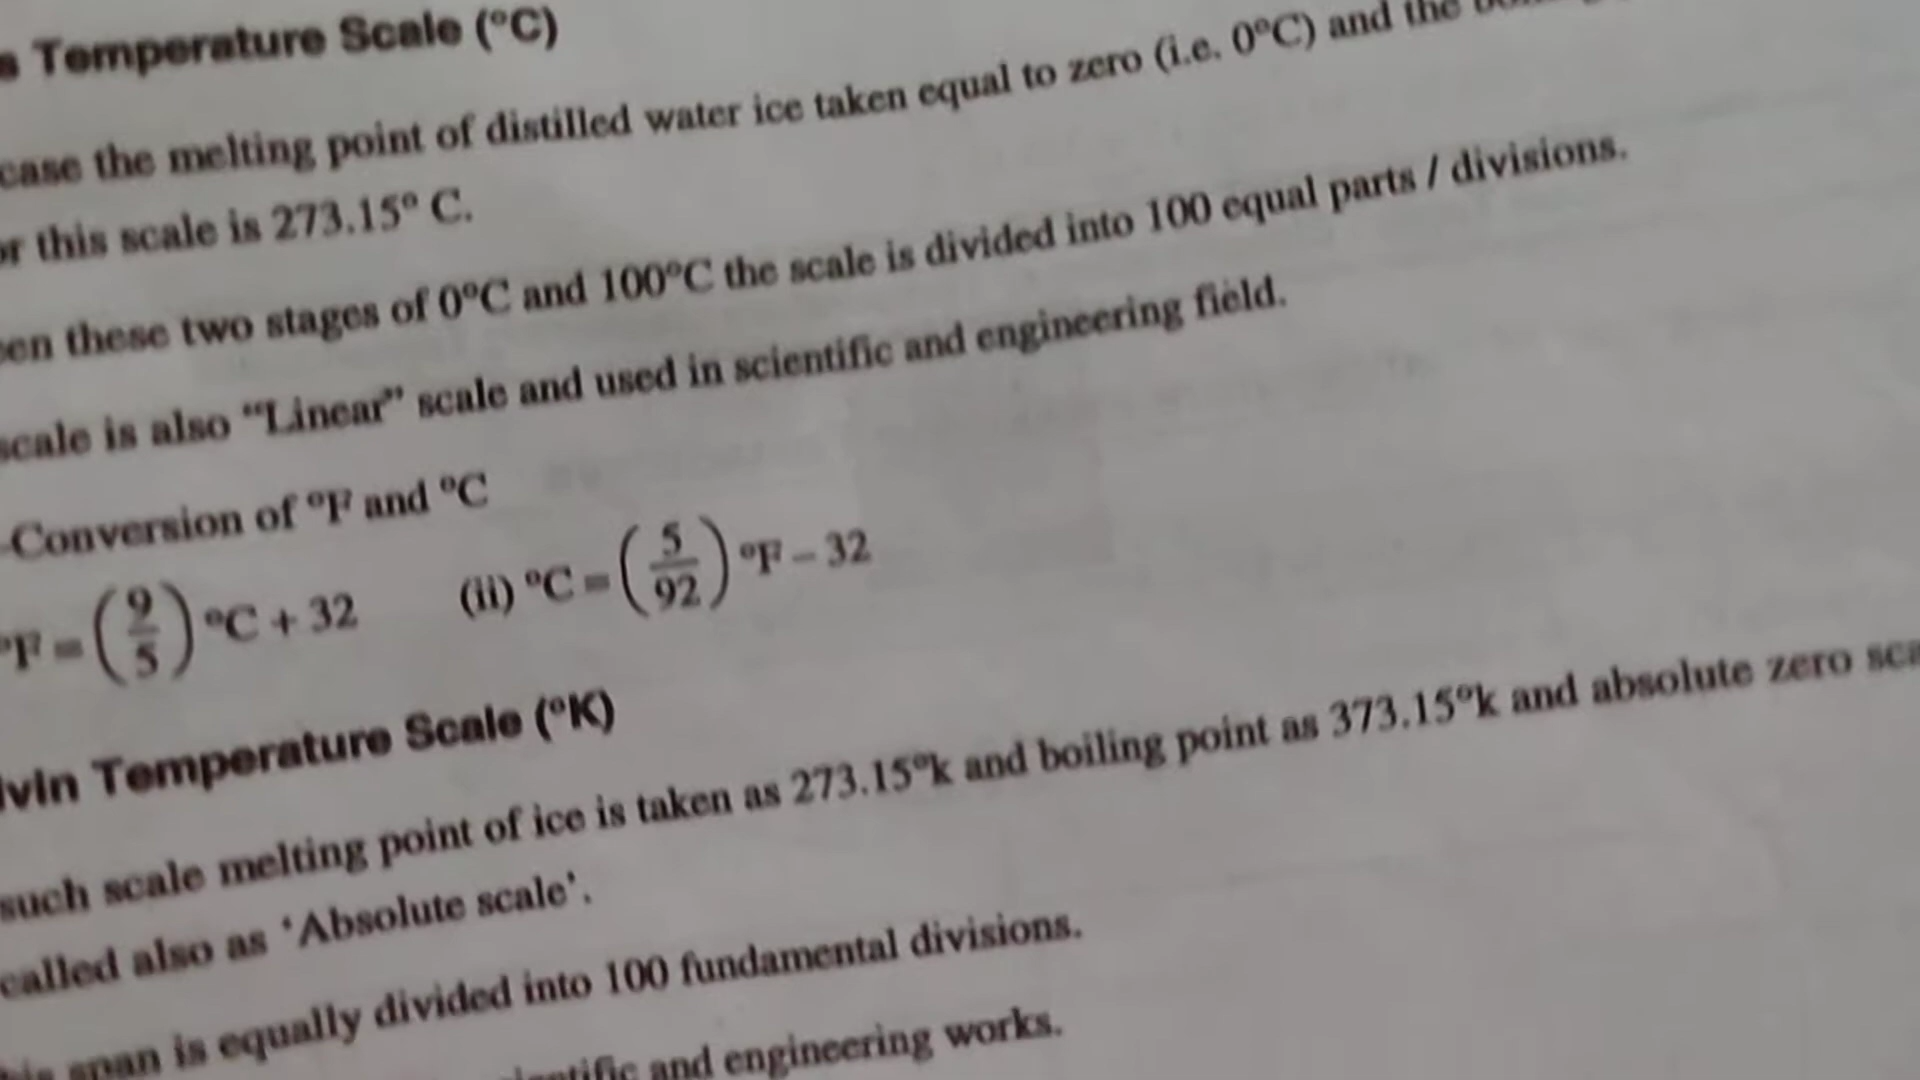 Temperature Scale (°C)
case the melting point of distilled water ice taken equal to zero (i.e. 0°C) and the
this scale is 273.15° C.
these two stages of 0°C and 100°C the scale is divided into 100 equal parts / divisions.
scale is also “Linear” scale and used in scientific and engineering field.
-Conversion of °F and °C
°F = (9/5) °C + 32 (ii) °C = (5/92) °F – 32
Temperature Scale (°K)
such scale melting point of ice is taken as 273.15°k and boiling point as 373.15°k and absolute zero
called also as ‘Absolute scale’.
span is equally divided into 100 fundamental divisions.
and engineering works.